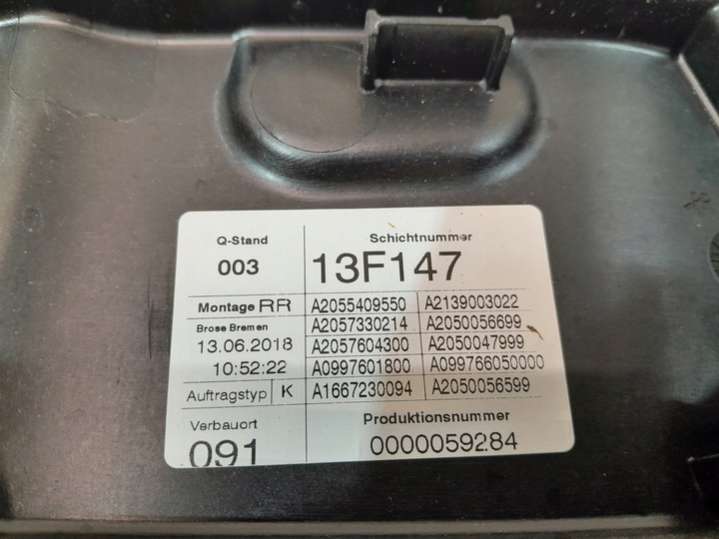 Q-Stand
003
Schichtnummer
13F147
Montage RR
Brose Bremen
13.06.2018
10:52:22
Auftragstyp K
A2055409550 A2139003022
A2057330214 A2050056699
A2057604300 A2050047999
A0997601800 A099766050000
A1667230094 A2050056599
Verbauort
091
Produktionsnummer
0000059284